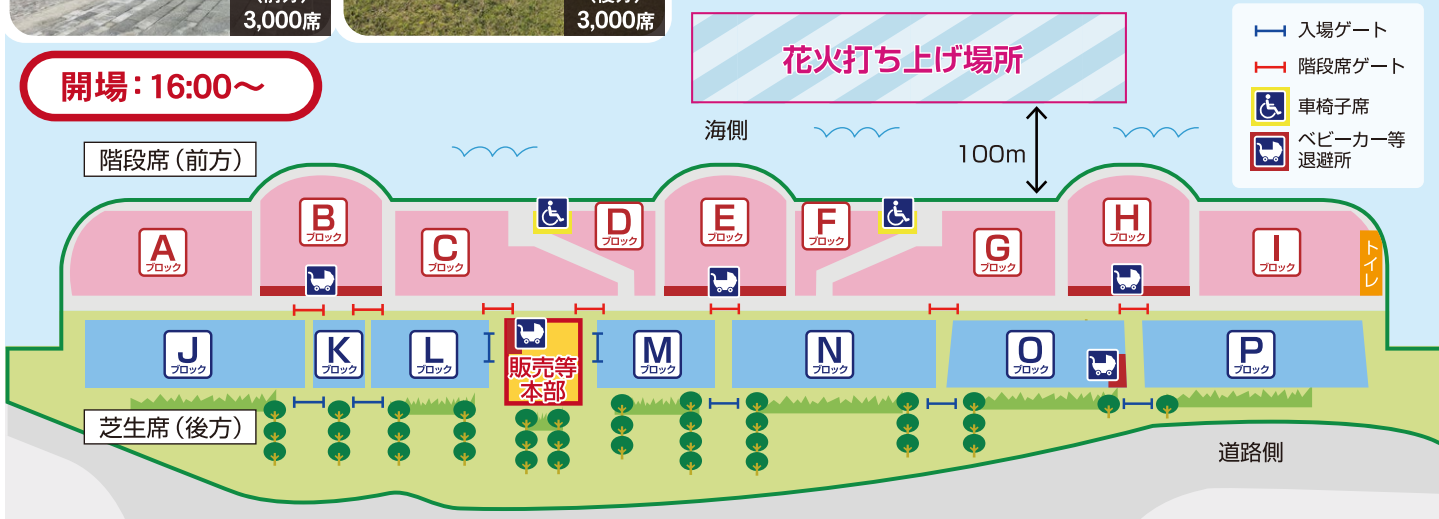 3,000席
3,000席
開場：16:00～
花火打ち上げ場所
入場ゲート
階段席ゲート
車椅子席
ベビーカー等
退避所
海側
100m
階段席（前方）
A
ブロック
B
ブロック
C
ブロック
D
ブロック
E
ブロック
F
ブロック
G
ブロック
H
ブロック
I
ブロック
トイレ
J
ブロック
K
ブロック
L
ブロック
販売等
本部
M
ブロック
N
ブロック
O
ブロック
P
ブロック
芝生席（後方）
道路側